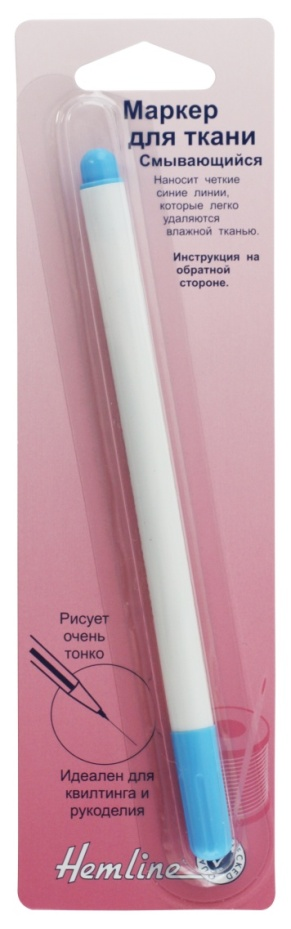 Маркер
для ткани
Смывающийся
Наносит четкие
синие линии,
которые легко
удаляются
влажной тканью.
Инструкция на
обратной
стороне.
Рисует
очень
тонко
Идеален для
квилтинга и
рукоделия
Hemline